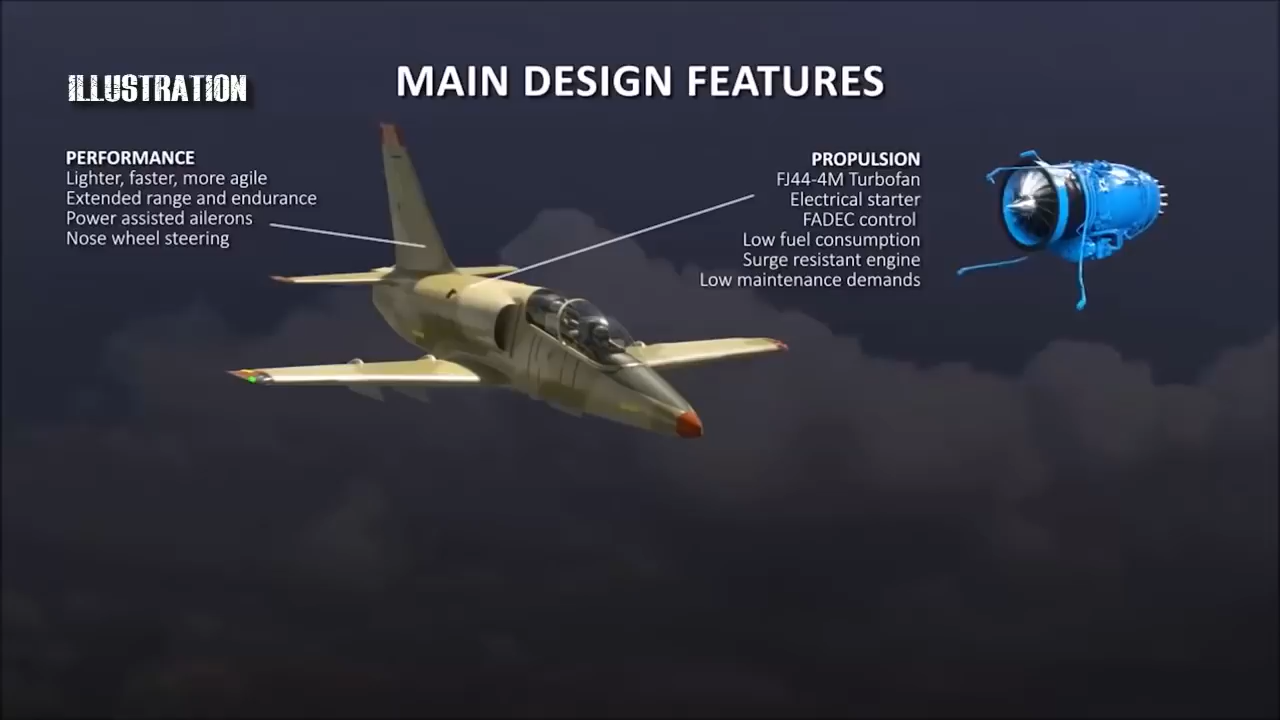 ILLUSTRATION
MAIN DESIGN FEATURES
PERFORMANCE
Lighter, faster, more agile
Extended range and endurance
Power assisted ailerons
Nose wheel steering
PROPULSION
FJ44-4M Turbofan
Electrical starter
FADEC control
Low fuel consumption
Surge resistant engine
Low maintenance demands